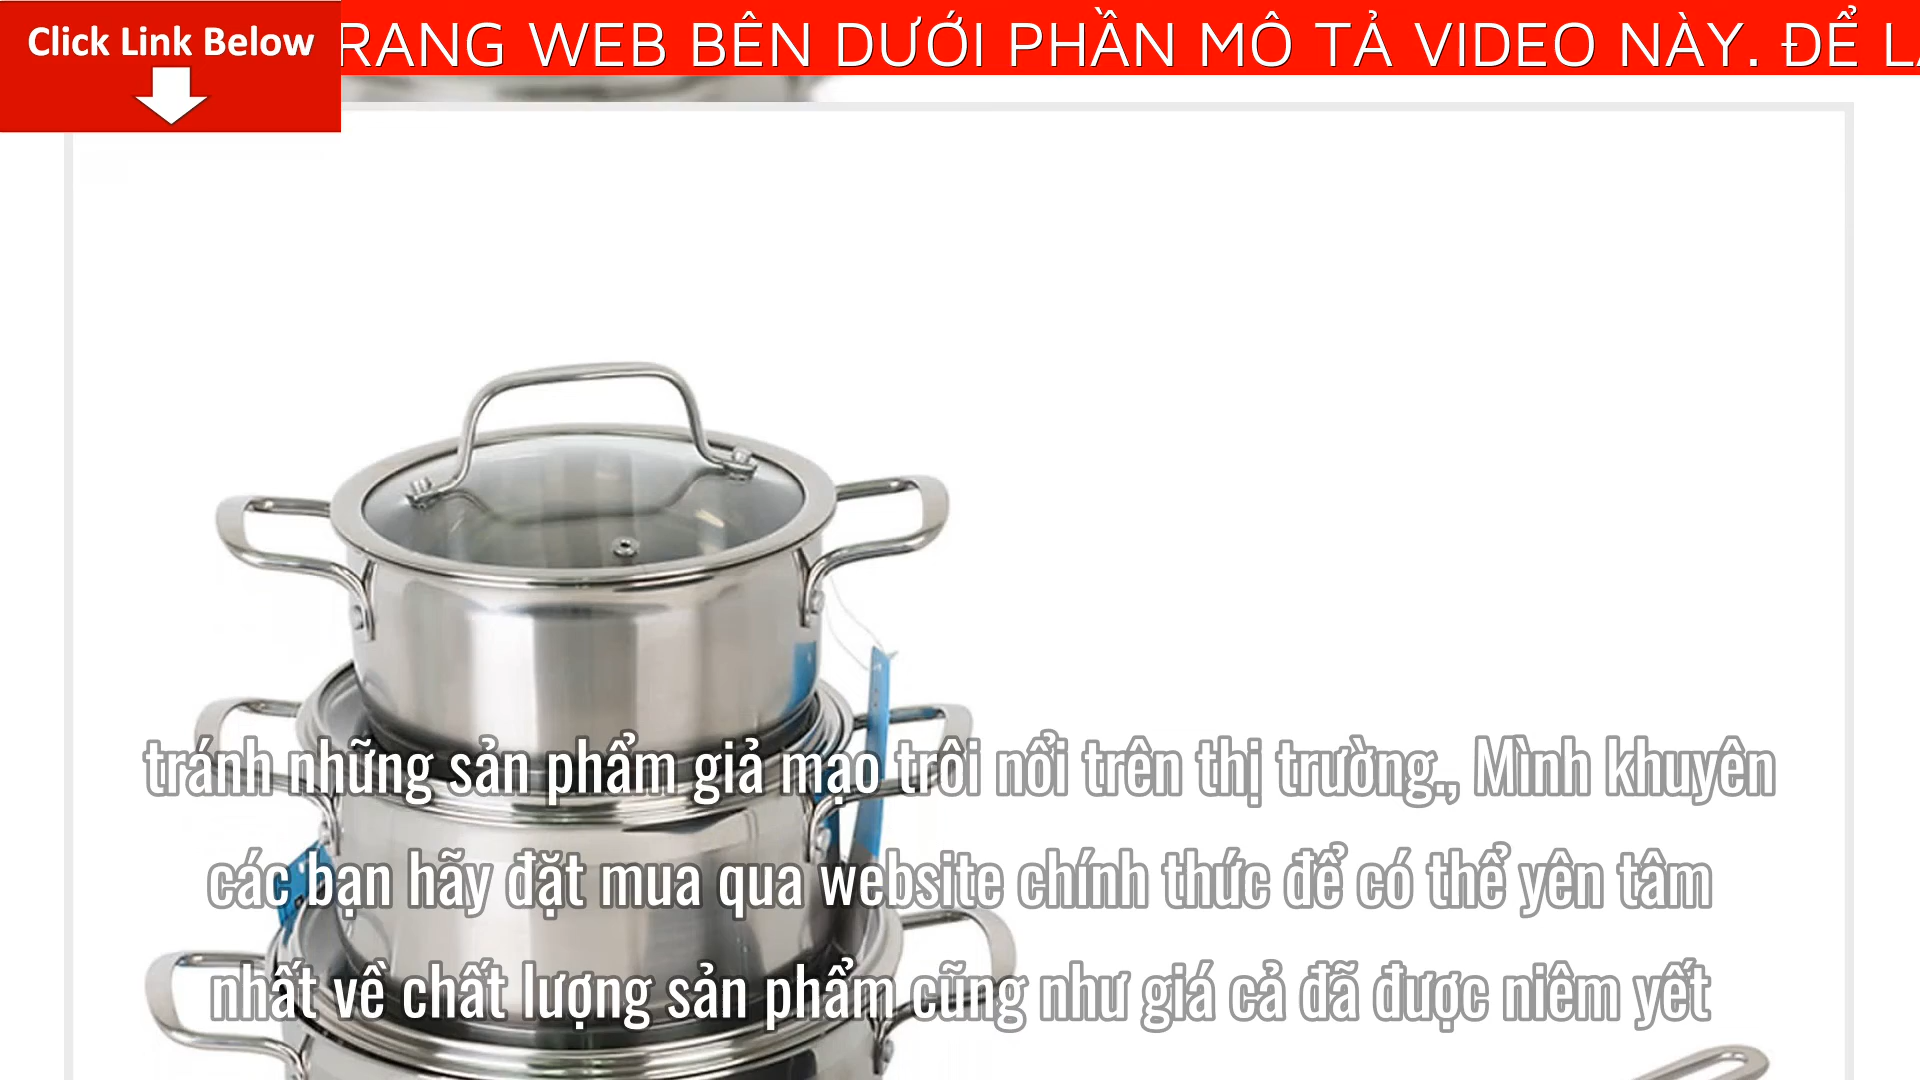 Click Link Below
RANG WEB BÊN DƯỚI PHẦN MÔ TẢ VIDEO NÀY. ĐỂ
tránh những sản phẩm giả mạo trôi nổi trên thị trường., Mình khuyên
các bạn hãy đặt mua qua website chính thức để có thể yên tâm
nhất về chất lượng sản phẩm cũng như giá cả đã được niêm yết